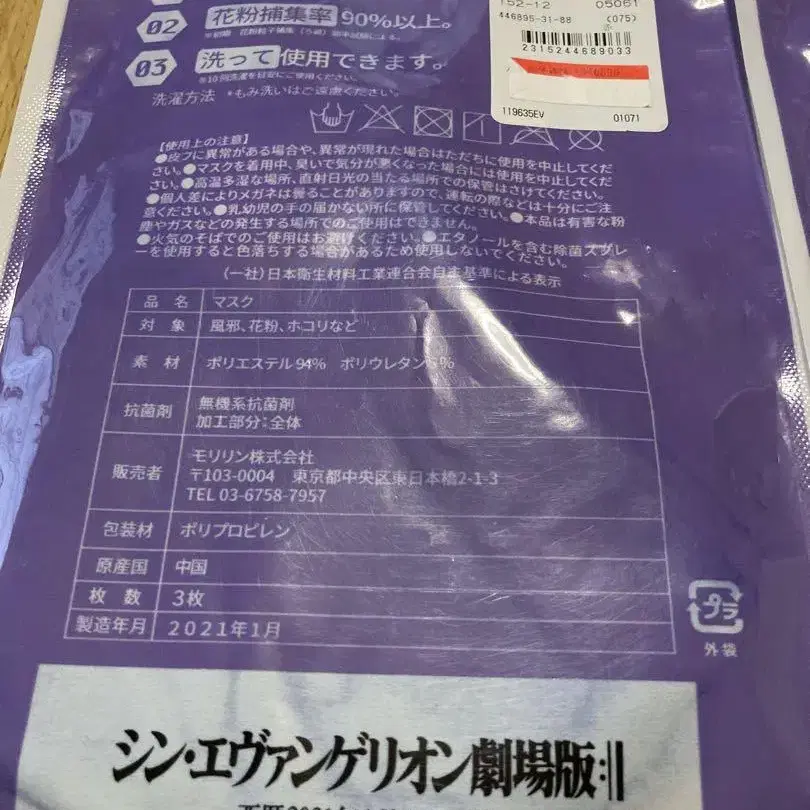 02 花粉捕集率 90%以上。
152-12 05061
446895-31-88 (075)
2315244689033
119635EV 01071
03 洗って使用できます。
※10回洗濯を目安にご使用ください。
洗濯方法 *もみ洗いはご遠慮ください。
【使用上の注意】
●皮フに異常がある場合や、異常が現れた場合はただちに使用を中止してくだ
さい。●マスクを着用中、臭いで気分が悪くなった場合には使用を中止してくだ
さい。●高温多湿な場所、直射日光の当たる場所での保管はさけてください。
●個人差によりメガネは曇ることがありますので、運転の際などは十分にご注
意ください。●乳幼児の手の届かない所に保管してください。●本品は有害な粉
塵やガスなどの発生する場所でのご使用はできません。
●火気のそばでのご使用はお避けください。●エタノールを含む除菌スプレ
ーを使用すると色落ちする場合があるため使用しないでください。
(一社)日本衛生材料工業連合会自主基準による表示
品 名 マスク
対 象 風邪、花粉、ホコリなど
素 材 ポリエステル94% ポリウレタン
抗菌剤 無機系抗菌剤
加工部分:全体
販売者 モリリン株式会社
〒103-0004 東京都中央区東日本橋2-1-3
TEL 03-6758-7957
包装材 ポリプロピレン
原産国 中国
枚 数 3枚
製造年月 2021年1月
プラ
外袋
シン・エヴァンゲリオン劇場版:||